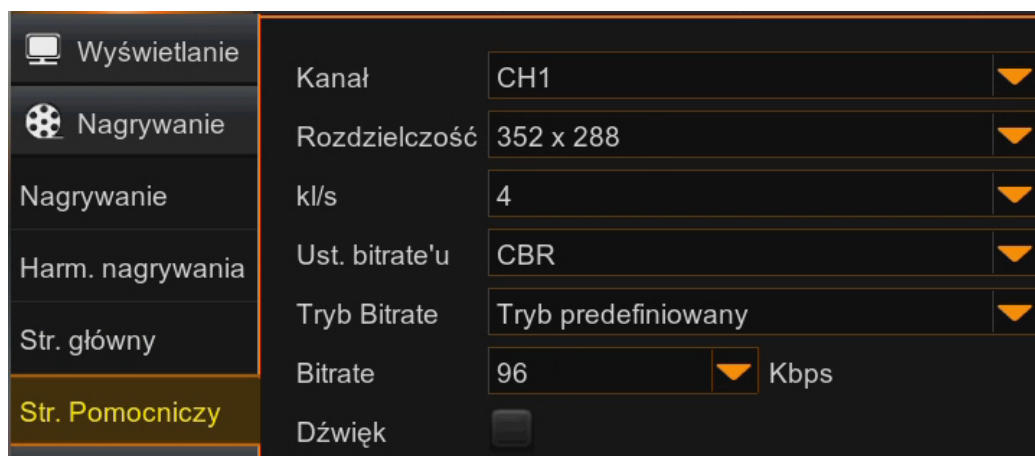 Wyświetlanie
Nagrywanie
Nagrywanie
Harm. nagrywania
Str. główny
Str. Pomocniczy
Kanał CH1
Rozdzielczość 352 x 288
kl/s 4
Ust. bitrate'u CBR
Tryb Bitrate Tryb predefiniowany
Bitrate 96 Kbps
Dźwięk